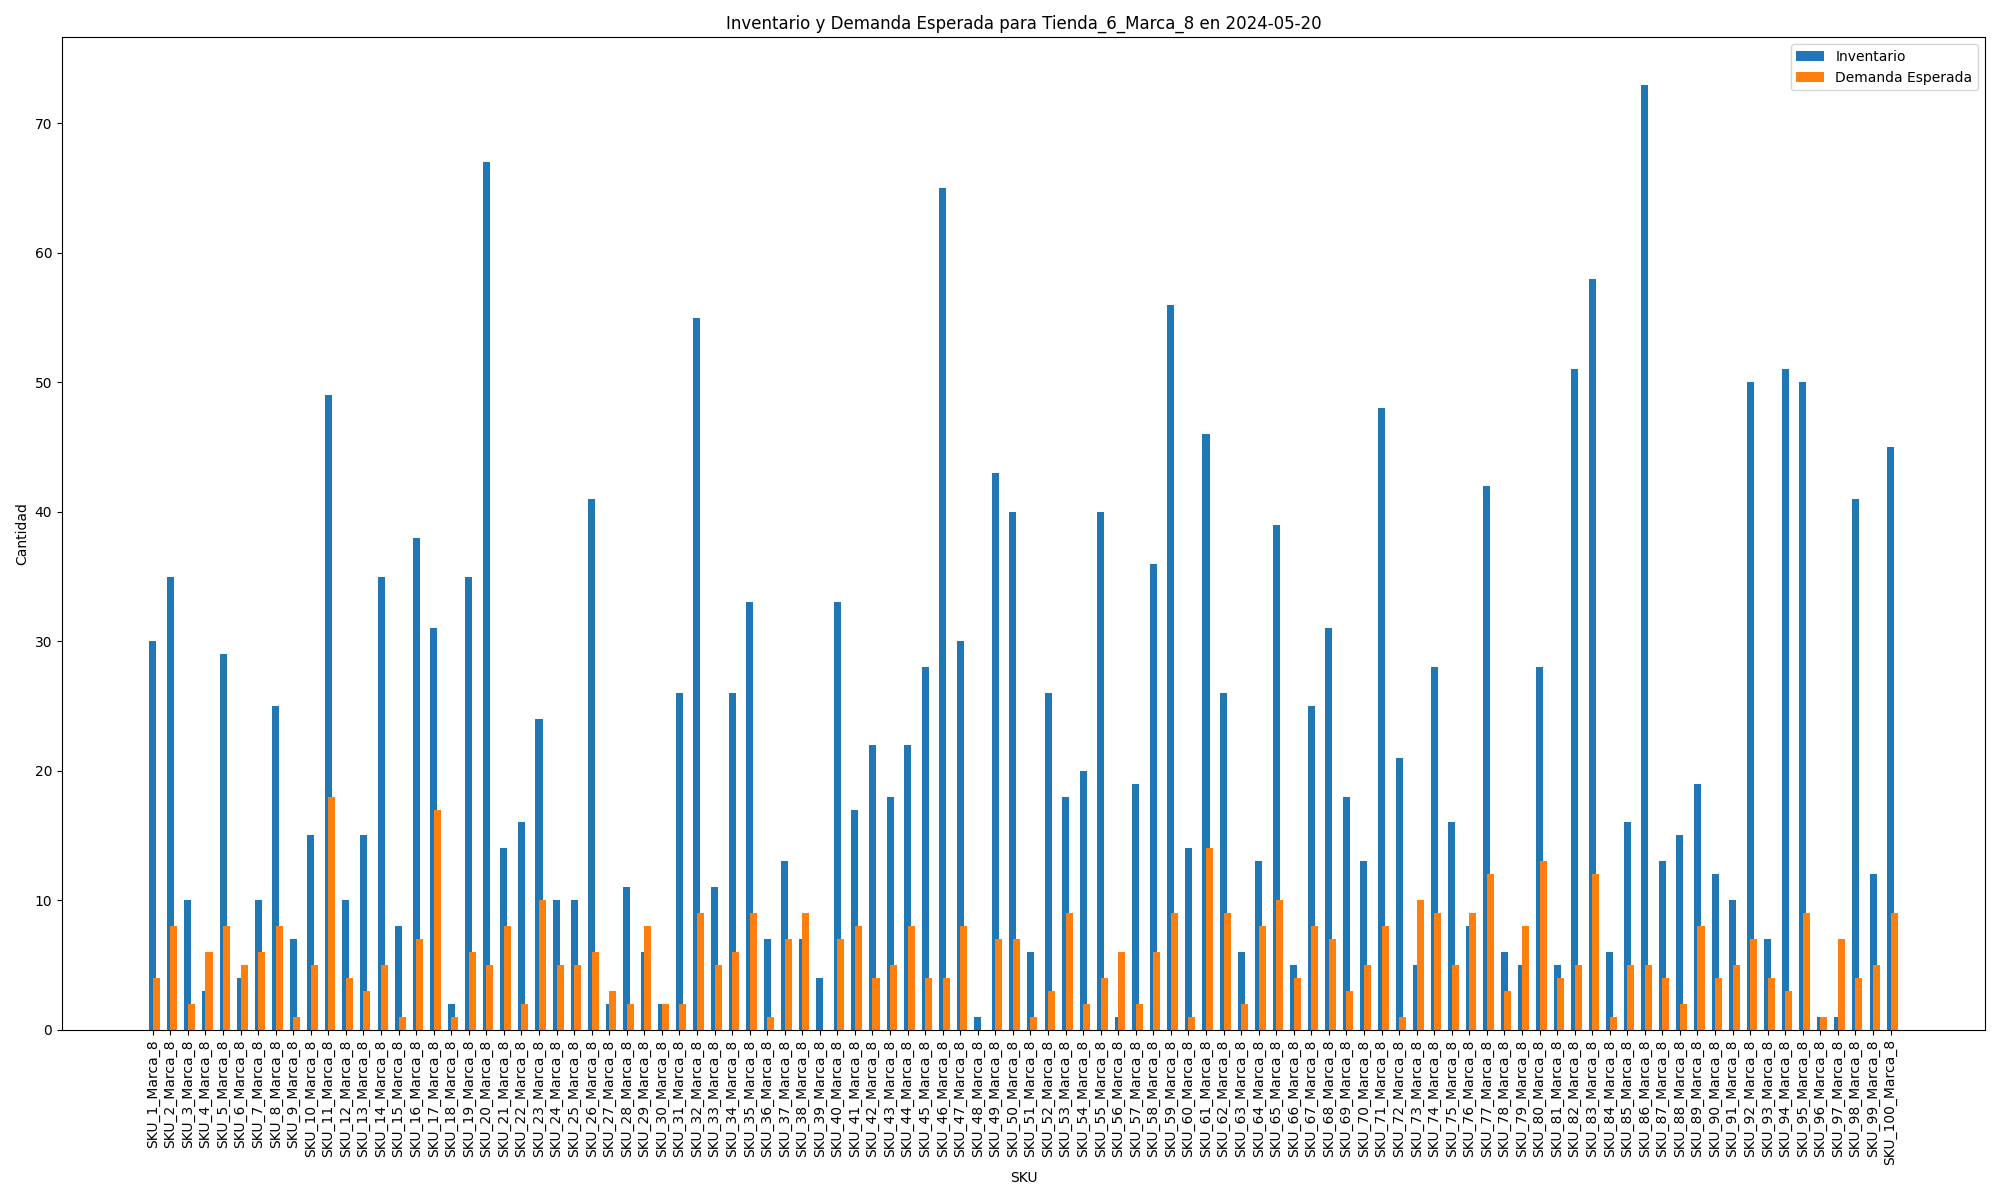 Inventario y Demanda Esperada para Tienda_6_Marca_8 en 2024-05-20
Inventario
Demanda Esperada
Cantidad
70
60
50
40
30
20
10
0
SKU_1_Marca_8
SKU_2_Marca_8
SKU_3_Marca_8
SKU_4_Marca_8
SKU_5_Marca_8
SKU_6_Marca_8
SKU_7_Marca_8
SKU_8_Marca_8
SKU_9_Marca_8
SKU_10_Marca_8
SKU_11_Marca_8
SKU_12_Marca_8
SKU_13_Marca_8
SKU_14_Marca_8
SKU_15_Marca_8
SKU_16_Marca_8
SKU_17_Marca_8
SKU_18_Marca_8
SKU_19_Marca_8
SKU_20_Marca_8
SKU_21_Marca_8
SKU_22_Marca_8
SKU_23_Marca_8
SKU_24_Marca_8
SKU_25_Marca_8
SKU_26_Marca_8
SKU_27_Marca_8
SKU_28_Marca_8
SKU_29_Marca_8
SKU_30_Marca_8
SKU_31_Marca_8
SKU_32_Marca_8
SKU_33_Marca_8
SKU_34_Marca_8
SKU_35_Marca_8
SKU_36_Marca_8
SKU_37_Marca_8
SKU_38_Marca_8
SKU_39_Marca_8
SKU_40_Marca_8
SKU_41_Marca_8
SKU_42_Marca_8
SKU_43_Marca_8
SKU_44_Marca_8
SKU_45_Marca_8
SKU_46_Marca_8
SKU_47_Marca_8
SKU_48_Marca_8
SKU_49_Marca_8
SKU_50_Marca_8
SKU_51_Marca_8
SKU_52_Marca_8
SKU_53_Marca_8
SKU_54_Marca_8
SKU_55_Marca_8
SKU_56_Marca_8
SKU_57_Marca_8
SKU_58_Marca_8
SKU_59_Marca_8
SKU_60_Marca_8
SKU_61_Marca_8
SKU_62_Marca_8
SKU_63_Marca_8
SKU_64_Marca_8
SKU_65_Marca_8
SKU_66_Marca_8
SKU_67_Marca_8
SKU_68_Marca_8
SKU_69_Marca_8
SKU_70_Marca_8
SKU_71_Marca_8
SKU_72_Marca_8
SKU_73_Marca_8
SKU_74_Marca_8
SKU_75_Marca_8
SKU_76_Marca_8
SKU_77_Marca_8
SKU_78_Marca_8
SKU_79_Marca_8
SKU_80_Marca_8
SKU_81_Marca_8
SKU_82_Marca_8
SKU_83_Marca_8
SKU_84_Marca_8
SKU_85_Marca_8
SKU_86_Marca_8
SKU_87_Marca_8
SKU_88_Marca_8
SKU_89_Marca_8
SKU_90_Marca_8
SKU_91_Marca_8
SKU_92_Marca_8
SKU_93_Marca_8
SKU_94_Marca_8
SKU_95_Marca_8
SKU_96_Marca_8
SKU_97_Marca_8
SKU_98_Marca_8
SKU_99_Marca_8
SKU_100_Marca_8
SKU